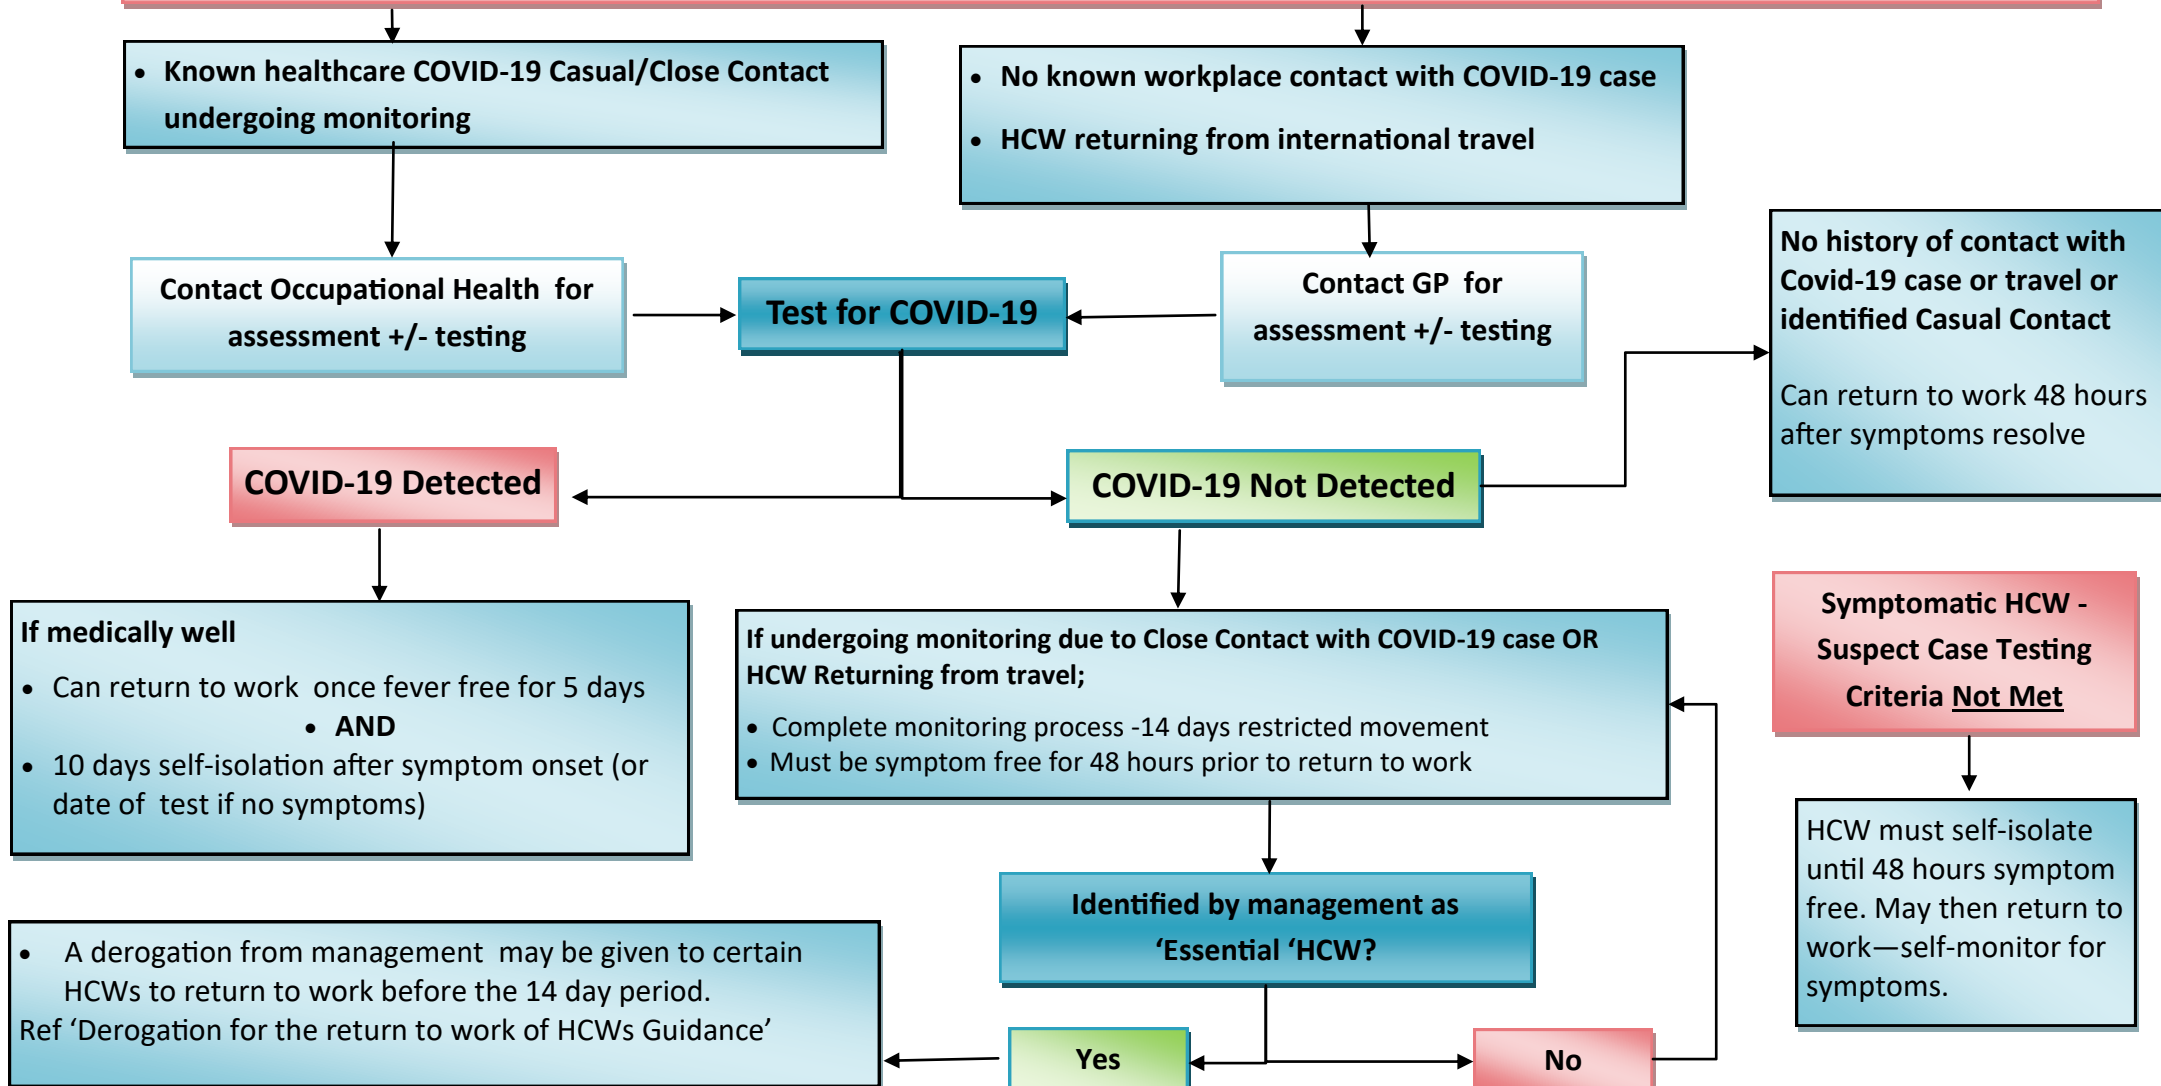 • Known healthcare COVID-19 Casual/Close Contact
undergoing monitoring
• No known workplace contact with COVID-19 case
• HCW returning from international travel
Contact Occupational Health for
assessment +/- testing
Test for COVID-19
Contact GP for
assessment +/- testing
No history of contact with
Covid-19 case or travel or
identified Casual Contact
Can return to work 48 hours
after symptoms resolve
COVID-19 Detected
COVID-19 Not Detected
If medically well
• Can return to work once fever free for 5 days
• AND
• 10 days self-isolation after symptom onset (or
date of test if no symptoms)
If undergoing monitoring due to Close Contact with COVID-19 case OR
HCW Returning from travel;
• Complete monitoring process -14 days restricted movement
• Must be symptom free for 48 hours prior to return to work
Symptomatic HCW -
Suspect Case Testing
Criteria Not Met
HCW must self-isolate
until 48 hours symptom
free. May then return to
work—self-monitor for
symptoms.
Identified by management as
‘Essential ‘HCW?
• A derogation from management may be given to certain
HCWs to return to work before the 14 day period.
Ref ‘Derogation for the return to work of HCWs Guidance’
Yes
No